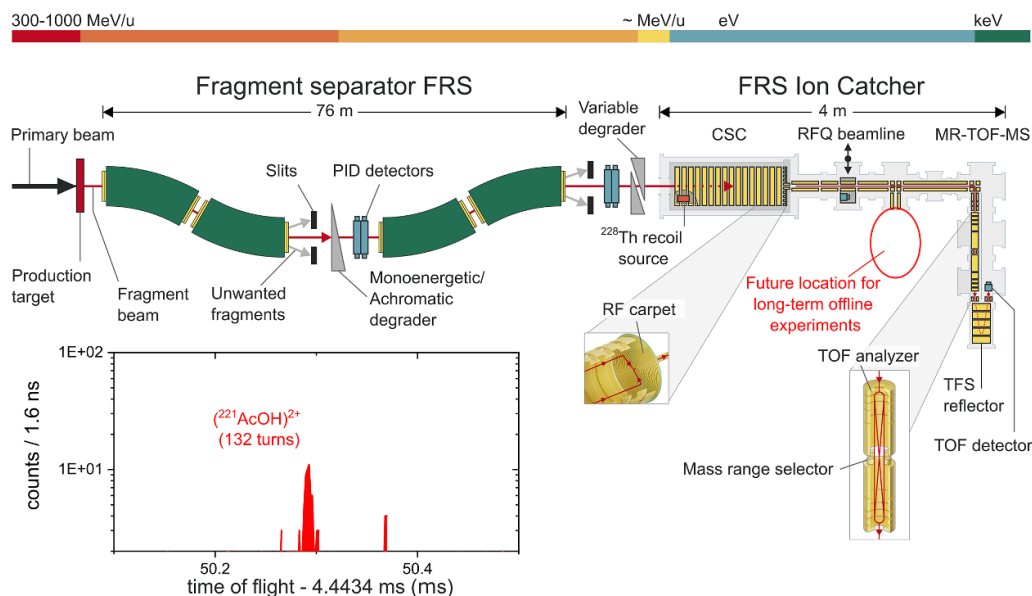 300-1000 MeV/u
~ MeV/u
eV
keV
Fragment separator FRS
76 m
FRS Ion Catcher
4 m
Primary beam
Slits
PID detectors
Variable
degrader
CSC
RFQ beamline
MR-TOF-MS
Production
target
Fragment
beam
Unwanted
fragments
Monoenergetic/
Achromatic
degrader
²²⁸Th recoil
source
Future location for
long-term offline
experiments
RF carpet
TOF analyzer
TFS
reflector
TOF detector
Mass range selector
1E+02
1E+01
counts / 1.6 ns
(²²¹AcOH)²⁺
(132 turns)
50.2
50.4
time of flight - 4.4434 ms (ms)